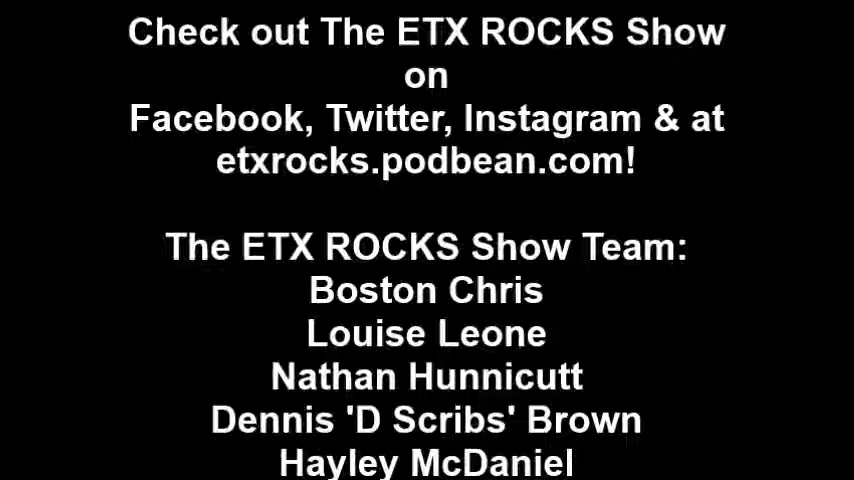 Check out The ETX ROCKS Show
on
Facebook, Twitter, Instagram & at
etxrocks.podbean.com!
The ETX ROCKS Show Team:
Boston Chris
Louise Leone
Nathan Hunnicutt
Dennis 'D Scribs' Brown
Hayley McDaniel